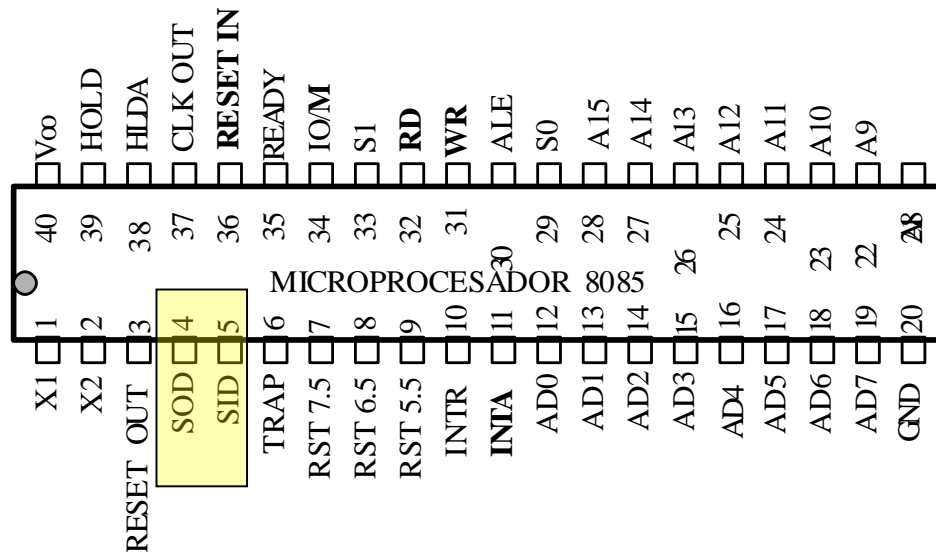 Vcc
HOLD
HLDA
CLK OUT
RESET IN
READY
IO/M
S1
RD
WR
ALE
S0
A15
A14
A13
A12
A11
A10
A9
40
39
38
37
36
35
34
33
32
31
30
29
28
27
26
25
24
23
22
MICROPROCESADOR 8085
1
2
3
4
5
6
7
8
9
10
11
12
13
14
15
16
17
18
19
20
X1
X2
RESET OUT
SOD
SID
TRAP
RST 7.5
RST 6.5
RST 5.5
INTR
INTA
AD0
AD1
AD2
AD3
AD4
AD5
AD6
AD7
GND